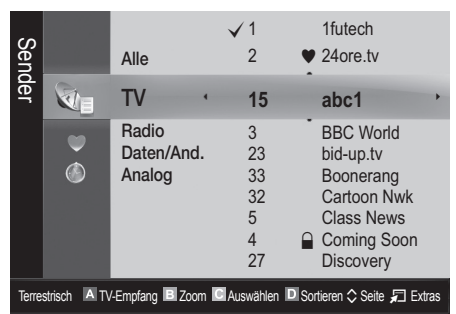 Sender
✓ 1 1futech
Alle 2 ♥ 24ore.tv
TV 15 abc1
Radio 3 BBC World
Daten/And. 23 bid-up.tv
Analog 33 Boonerang
32 Cartoon Nwk
5 Class News
4 Coming Soon
27 Discovery
Terrestrisch A TV-Empfang B Zoom C Auswählen D Sortieren Seite Extras